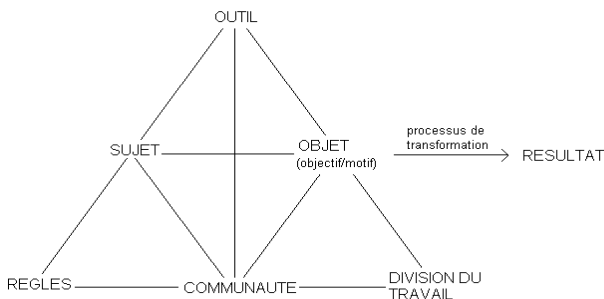 OUTIL
SUJET
OBJET
(objectif/motif)
processus de
transformation
RESULTAT
REGLES
COMMUNAUTE
DIVISION DU
TRAVAIL